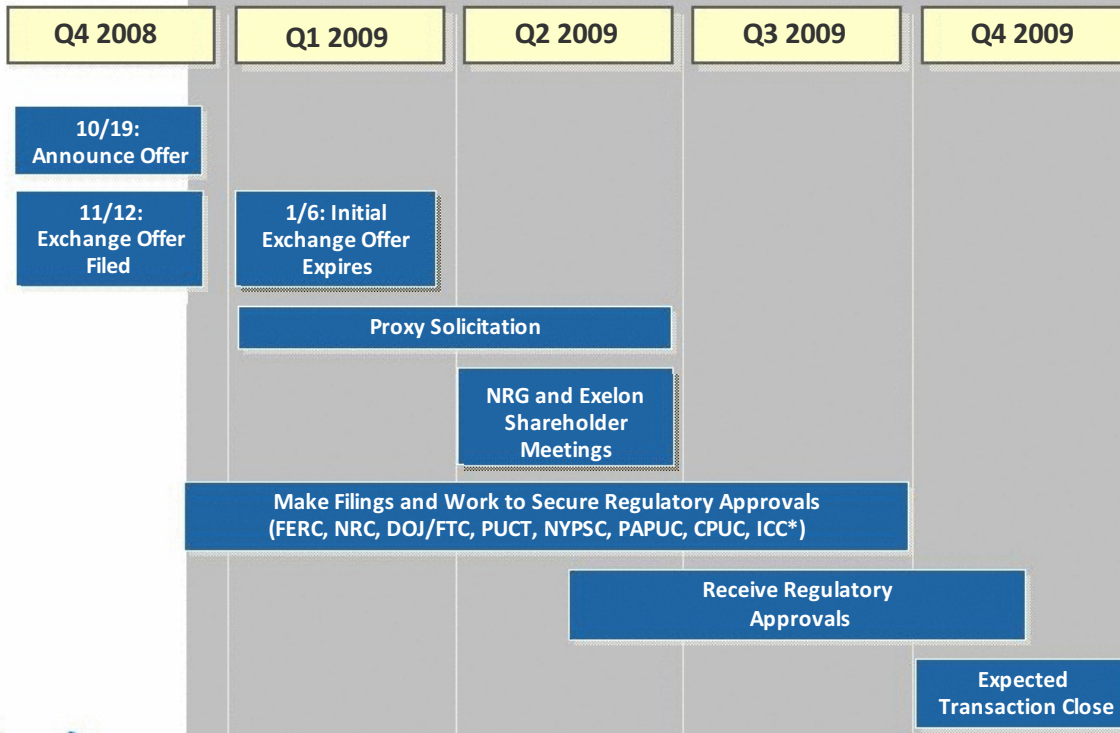 Q4 2008
Q1 2009
Q2 2009
Q3 2009
Q4 2009
10/19:
Announce Offer
11/12:
Exchange Offer
Filed
1/6: Initial
Exchange Offer
Expires
Proxy Solicitation
NRG and Exelon
Shareholder
Meetings
Make Filings and Work to Secure Regulatory Approvals
(FERC, NRC, DOJ/FTC, PUCT, NYPSC, PAPUC, CPUC, ICC*)
Receive Regulatory
Approvals
Expected
Transaction Close